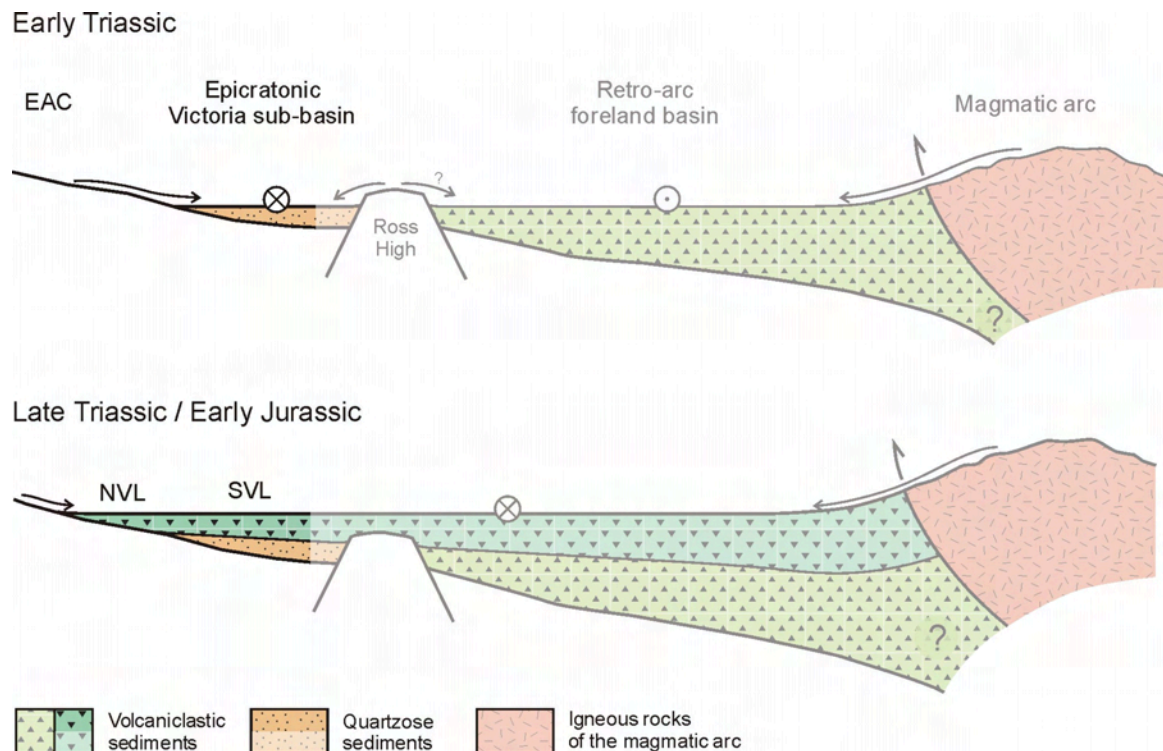 Early Triassic
EAC
Epicratonic
Victoria sub-basin
Retro-arc
foreland basin
Magmatic arc
?
Ross
High
?
Late Triassic / Early Jurassic
NVL
SVL
?
Volcaniclastic
sediments
Quartzose
sediments
Igneous rocks
of the magmatic arc